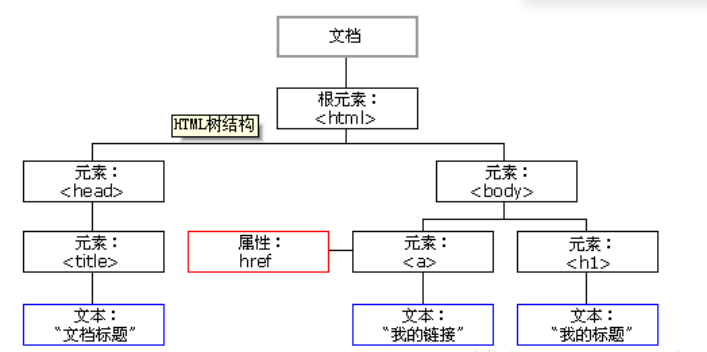 文档
根元素：
<html>
HTML树结构
元素：
<head>
元素：
<body>
元素：
<title>
属性：
href
元素：
<a>
元素：
<h1>
文本：
“文档标题”
文本：
“我的链接”
文本：
“我的标题”